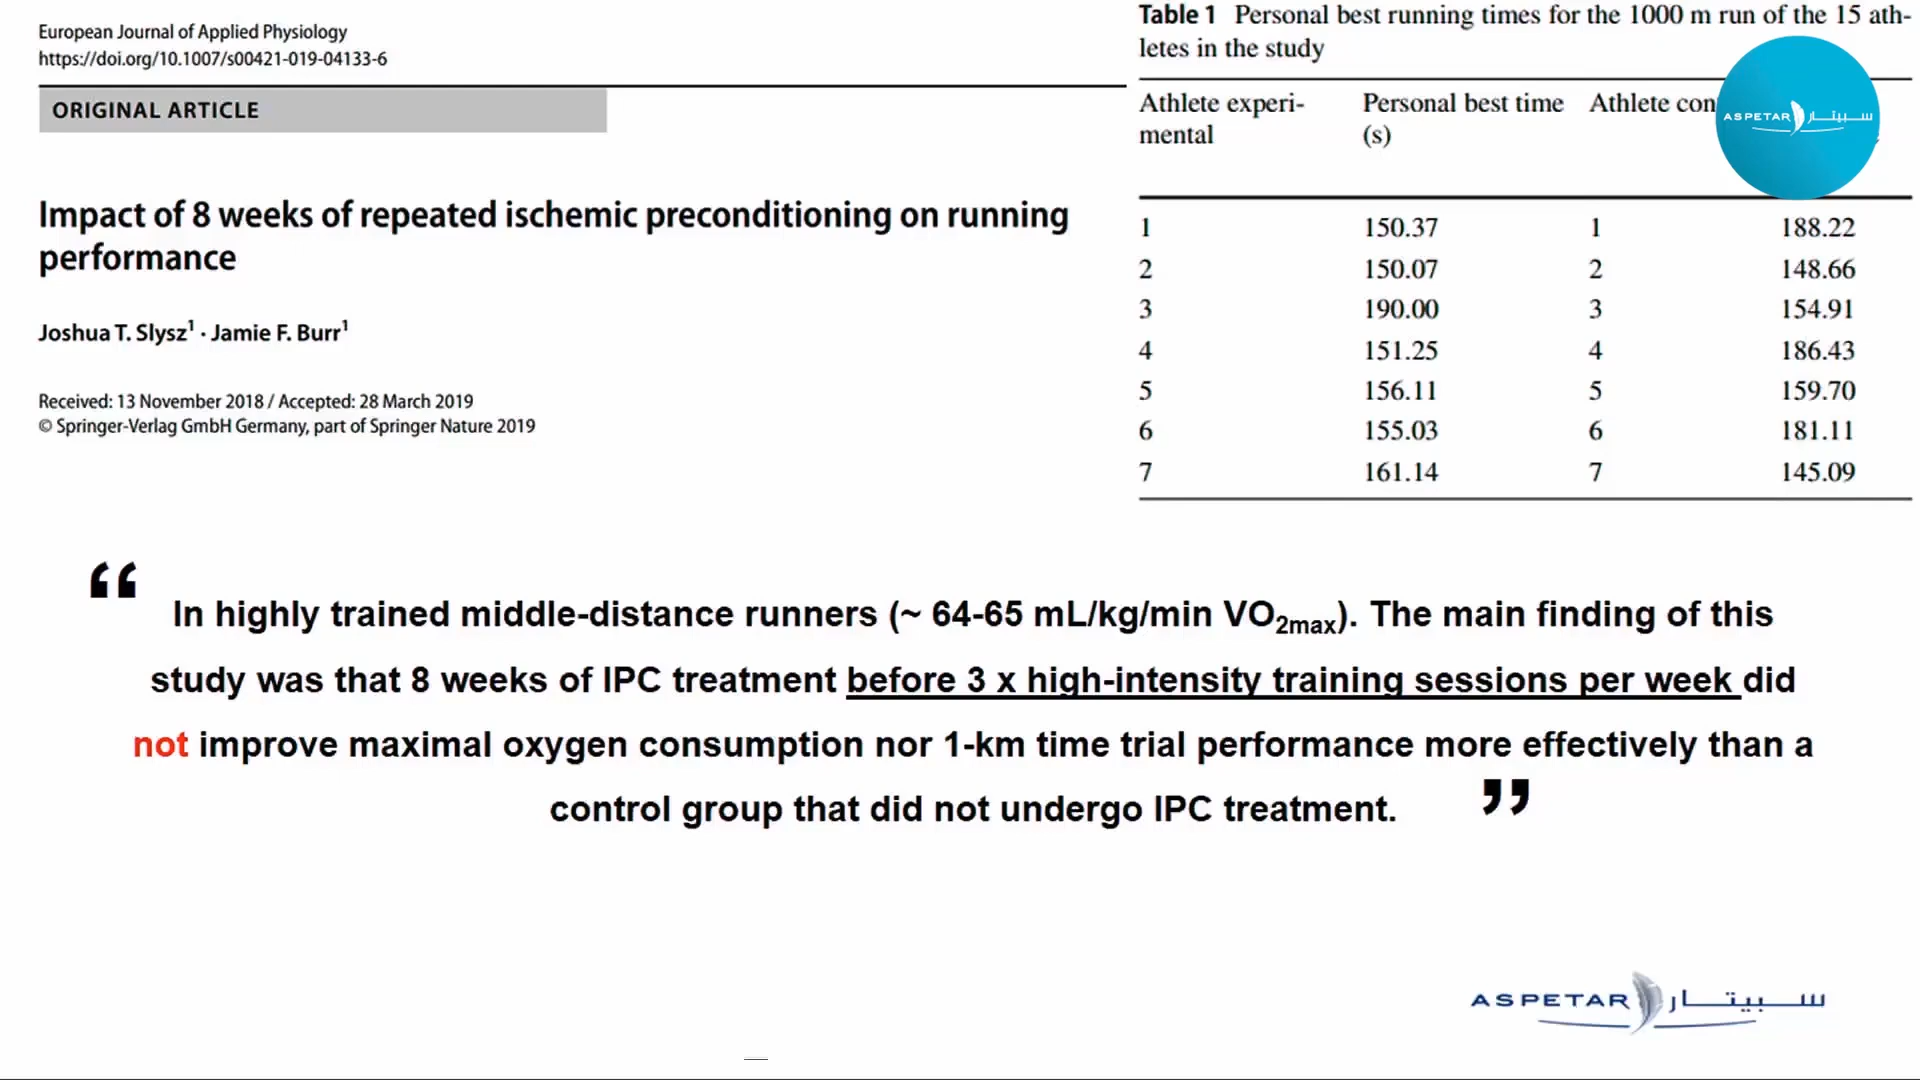 European Journal of Applied Physiology
https://doi.org/10.1007/s00421-019-04133-6
ORIGINAL ARTICLE
Impact of 8 weeks of repeated ischemic preconditioning on running
performance
Joshua T. Slysz1 · Jamie F. Burr1
Received: 13 November 2018 / Accepted: 28 March 2019
© Springer-Verlag GmbH Germany, part of Springer Nature 2019
Table 1 Personal best running times for the 1000 m run of the 15 ath-
letes in the study
Athlete experi- Personal best time Athlete con
mental (s)
1 150.37 1 188.22
2 150.07 2 148.66
3 190.00 3 154.91
4 151.25 4 186.43
5 156.11 5 159.70
6 155.03 6 181.11
7 161.14 7 145.09
ASPETAR سبيتار
“ In highly trained middle-distance runners (~ 64-65 mL/kg/min VO2max). The main finding of this
study was that 8 weeks of IPC treatment before 3 x high-intensity training sessions per week did
not improve maximal oxygen consumption nor 1-km time trial performance more effectively than a
control group that did not undergo IPC treatment. ”
ASPETAR سبيتار